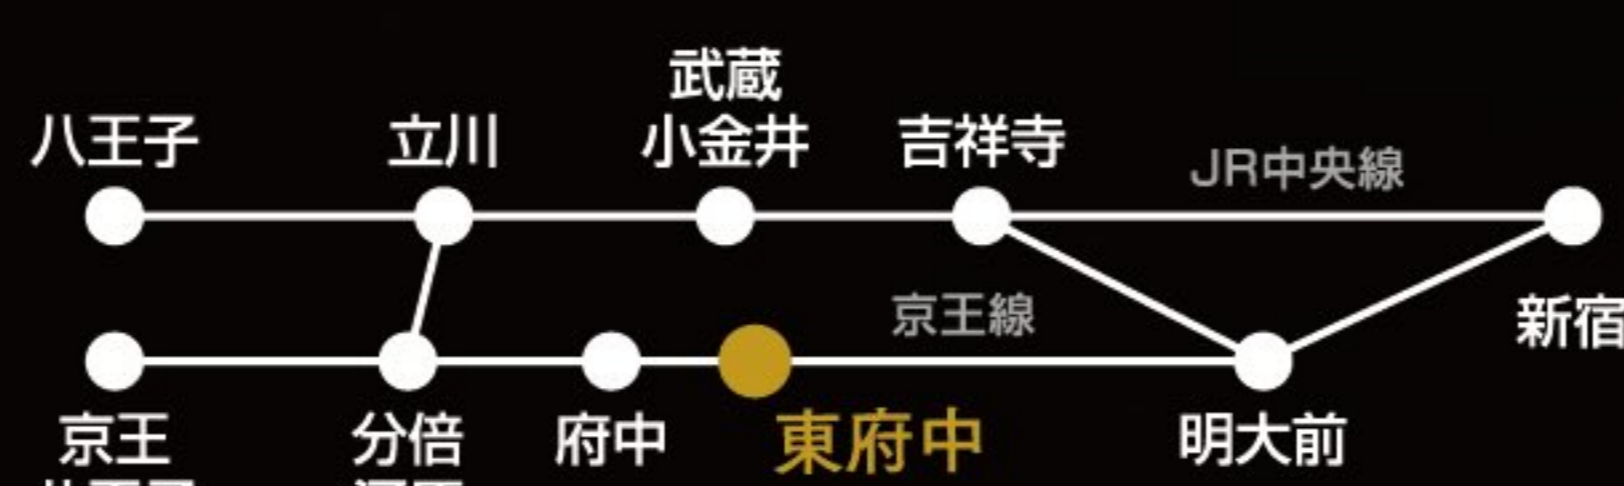 武蔵
八王子
立川
小金井
吉祥寺
JR中央線
京王線
新宿
京王
分倍
府中
東府中
明大前